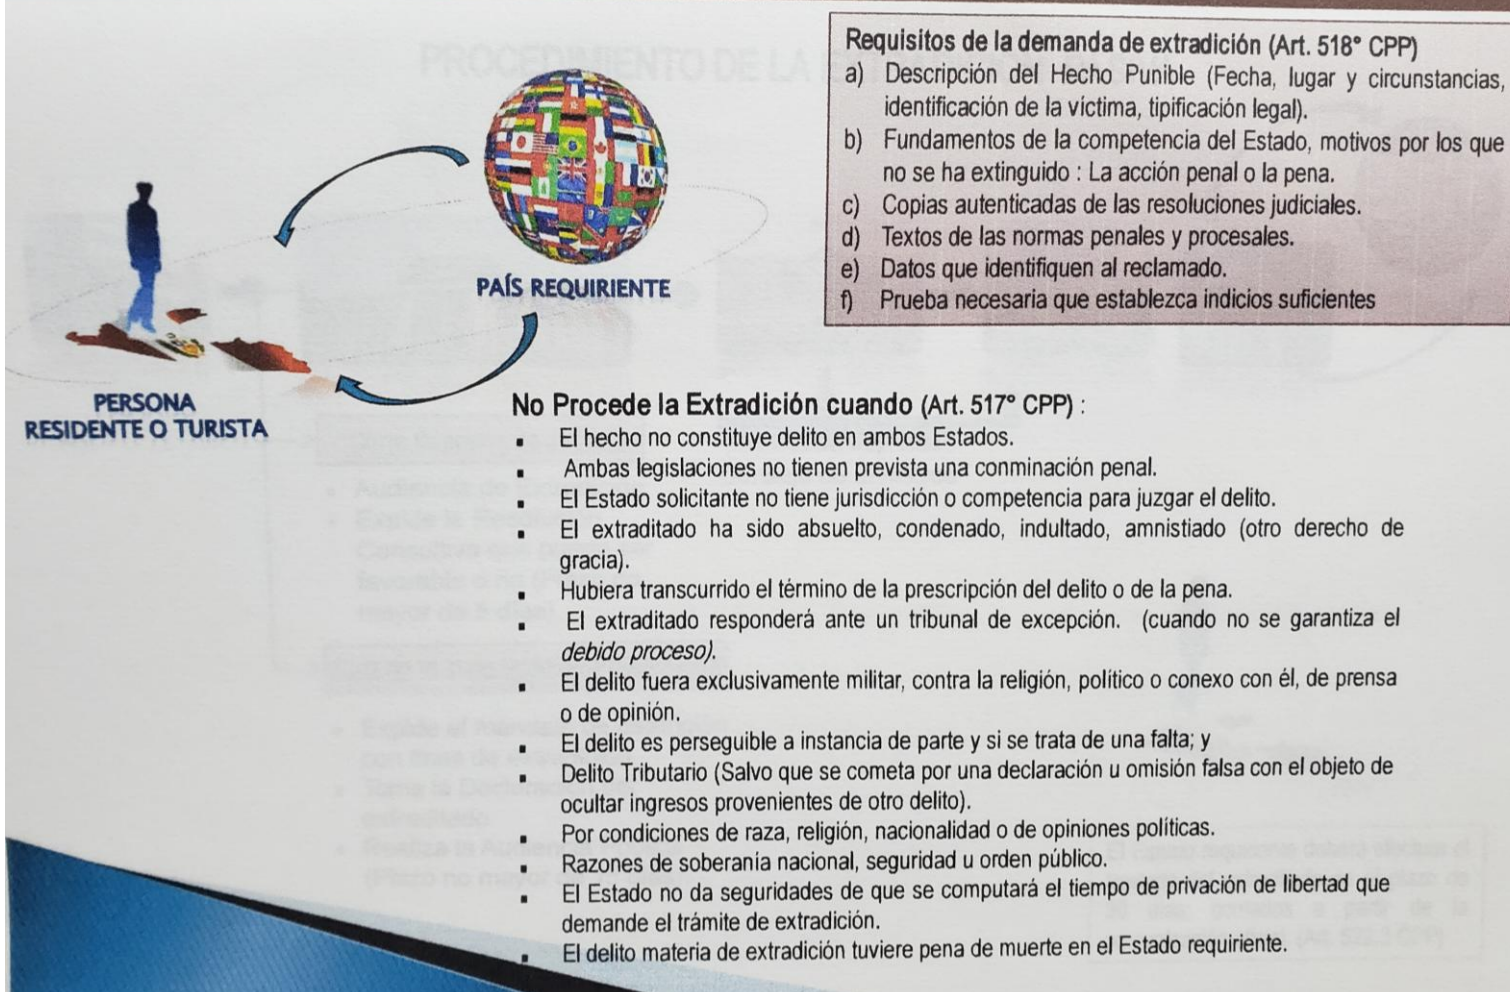 Requisitos de la demanda de extradición (Art. 518° CPP)
a) Descripción del Hecho Punible (Fecha, lugar y circunstancias,
identificación de la víctima, tipificación legal).
b) Fundamentos de la competencia del Estado, motivos por los que
no se ha extinguido : La acción penal o la pena.
c) Copias autenticadas de las resoluciones judiciales.
d) Textos de las normas penales y procesales.
e) Datos que identifiquen al reclamado.
f) Prueba necesaria que establezca indicios suficientes
PAÍS REQUIRIENTE
PERSONA
RESIDENTE O TURISTA
No Procede la Extradición cuando (Art. 517° CPP) :
▪ El hecho no constituye delito en ambos Estados.
▪ Ambas legislaciones no tienen prevista una conminación penal.
▪ El Estado solicitante no tiene jurisdicción o competencia para juzgar el delito.
▪ El extraditado ha sido absuelto, condenado, indultado, amnistiado (otro derecho de
gracia).
▪ Hubiera transcurrido el término de la prescripción del delito o de la pena.
▪ El extraditado responderá ante un tribunal de excepción. (cuando no se garantiza el
debido proceso).
▪ El delito fuera exclusivamente militar, contra la religión, político o conexo con él, de prensa
o de opinión.
▪ El delito es perseguible a instancia de parte y si se trata de una falta; y
▪ Delito Tributario (Salvo que se cometa por una declaración u omisión falsa con el objeto de
ocultar ingresos provenientes de otro delito).
▪ Por condiciones de raza, religión, nacionalidad o de opiniones políticas.
▪ Razones de soberanía nacional, seguridad u orden público.
▪ El Estado no da seguridades de que se computará el tiempo de privación de libertad que
demande el trámite de extradición.
▪ El delito materia de extradición tuviere pena de muerte en el Estado requiriente.